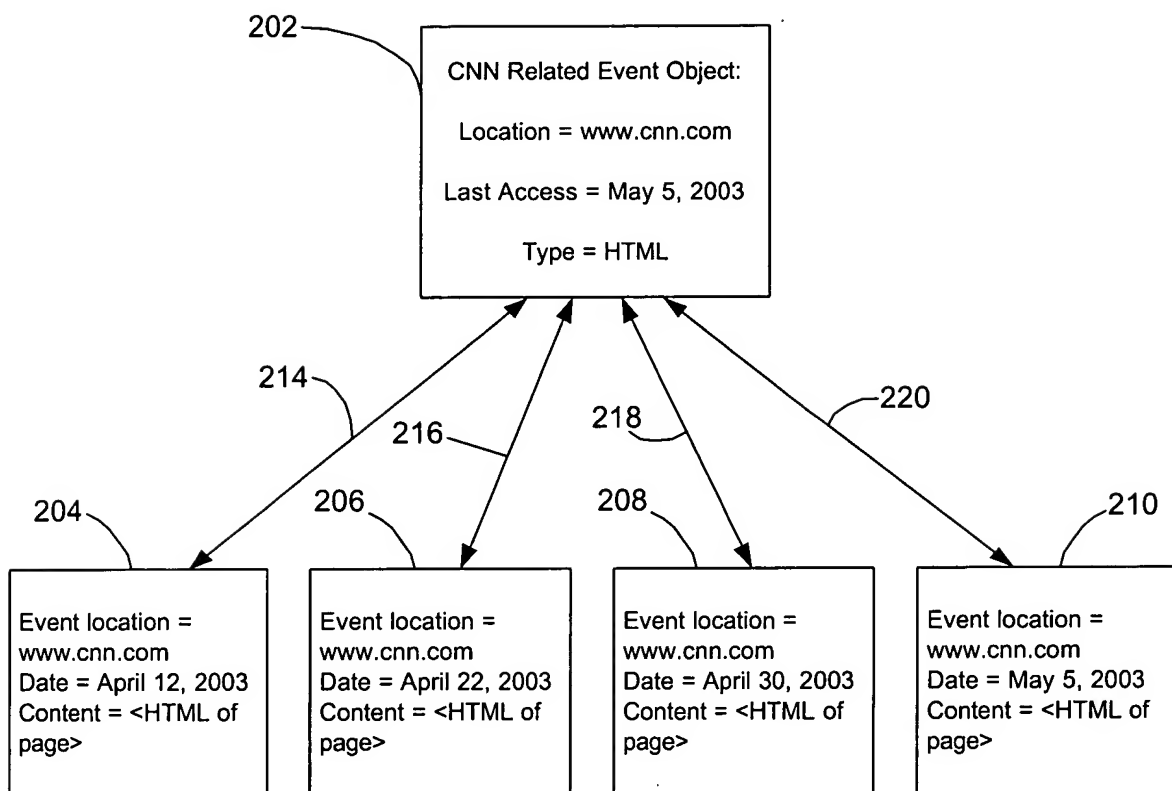 202
CNN Related Event Object:
Location = www.cnn.com
Last Access = May 5, 2003
Type = HTML
214
216
218
220
204
206
208
210
Event location =
www.cnn.com
Date = April 12, 2003
Content = <HTML of
page>
Event location =
www.cnn.com
Date = April 22, 2003
Content = <HTML of
page>
Event location =
www.cnn.com
Date = April 30, 2003
Content = <HTML of
page>
Event location =
www.cnn.com
Date = May 5, 2003
Content = <HTML of
page>